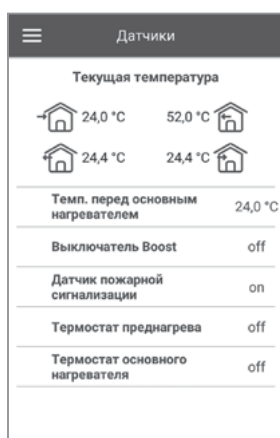 Датчики
Текущая температура
24,0 °C 52,0 °C
24,4 °C 24,4 °C
Темп. перед основным
нагревателем 24,0 °C
Выключатель Boost off
Датчик пожарной
сигнализации on
Термостат преднагрева off
Термостат основного
нагревателя off